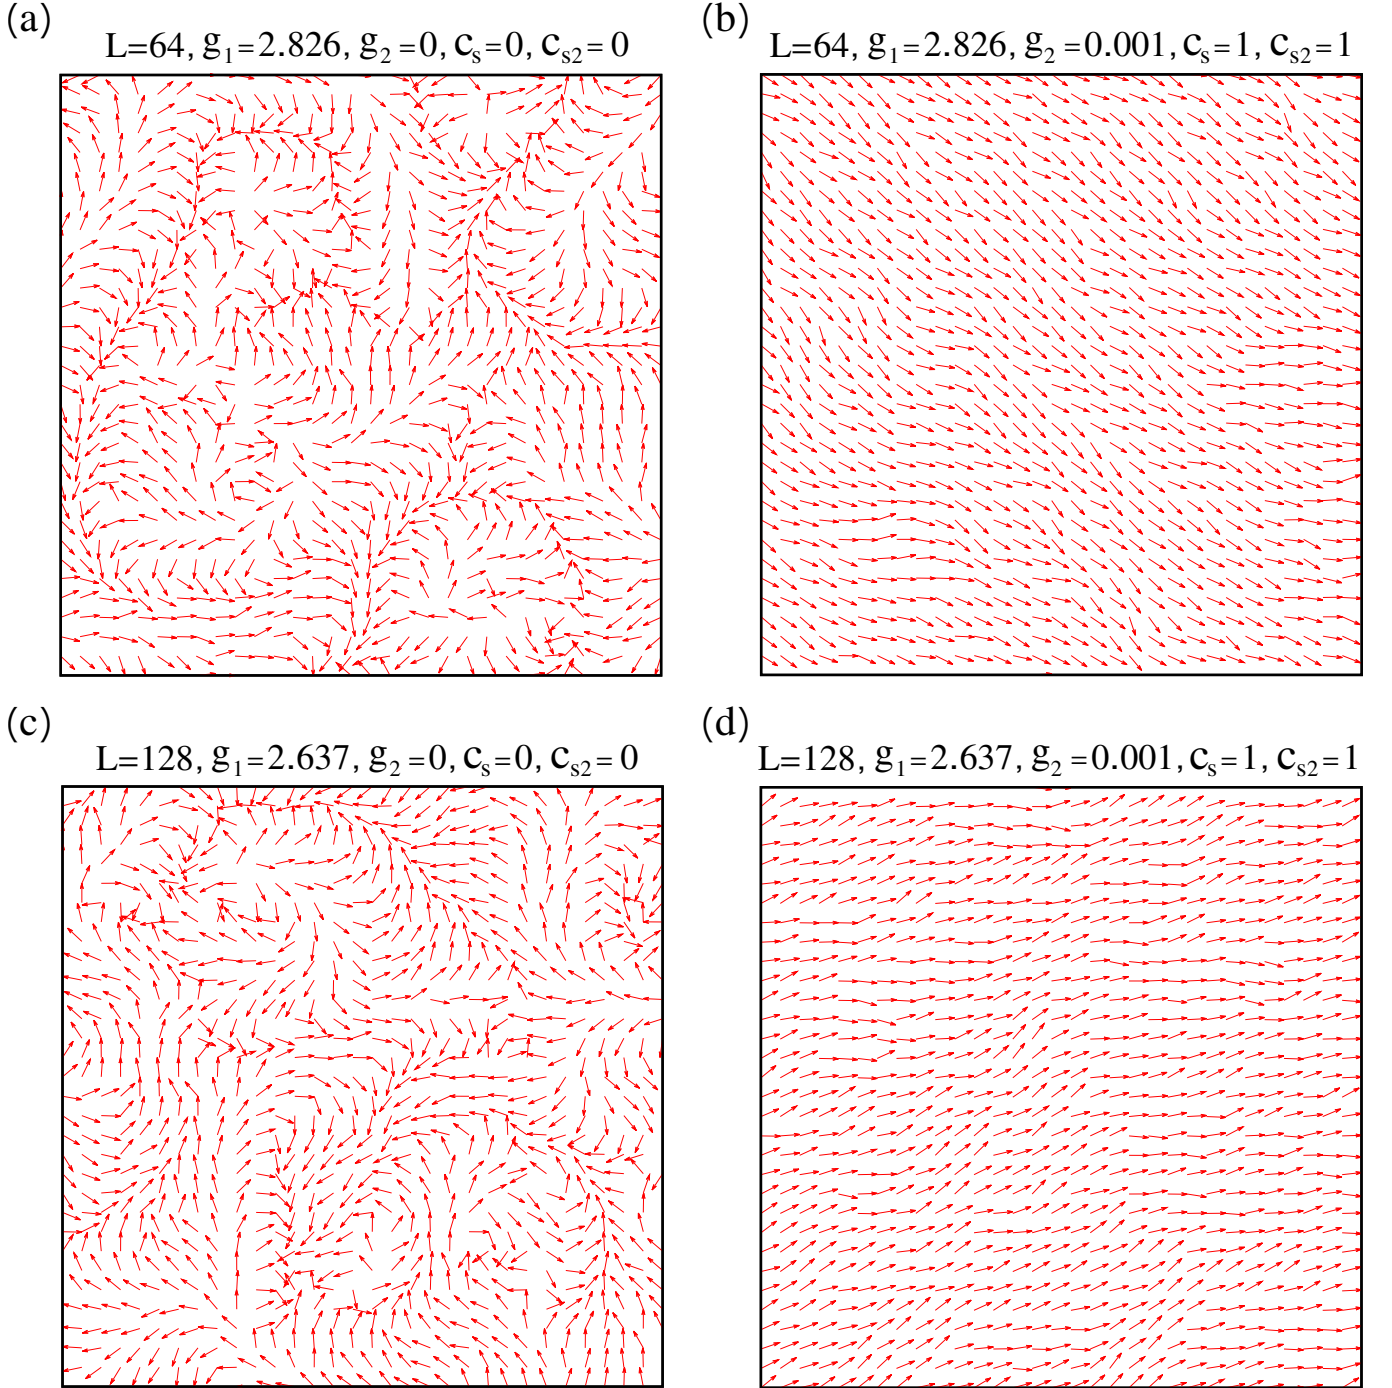 (a)
L=64, g1=2.826, g2=0, cs=0, cs2=0
(b)
L=64, g1=2.826, g2=0.001, cs=1, cs2=1
(c)
L=128, g1=2.637, g2=0, cs=0, cs2=0
(d)
L=128, g1=2.637, g2=0.001, cs=1, cs2=1